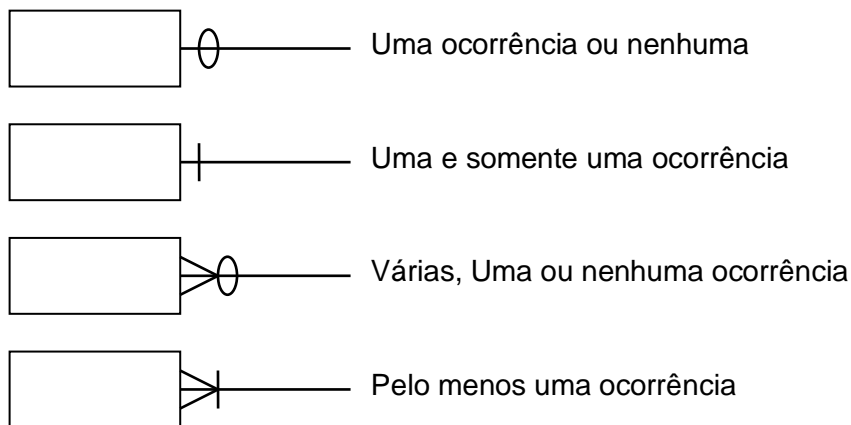 Uma ocorrência ou nenhuma
Uma e somente uma ocorrência
Várias, Uma ou nenhuma ocorrência
Pelo menos uma ocorrência